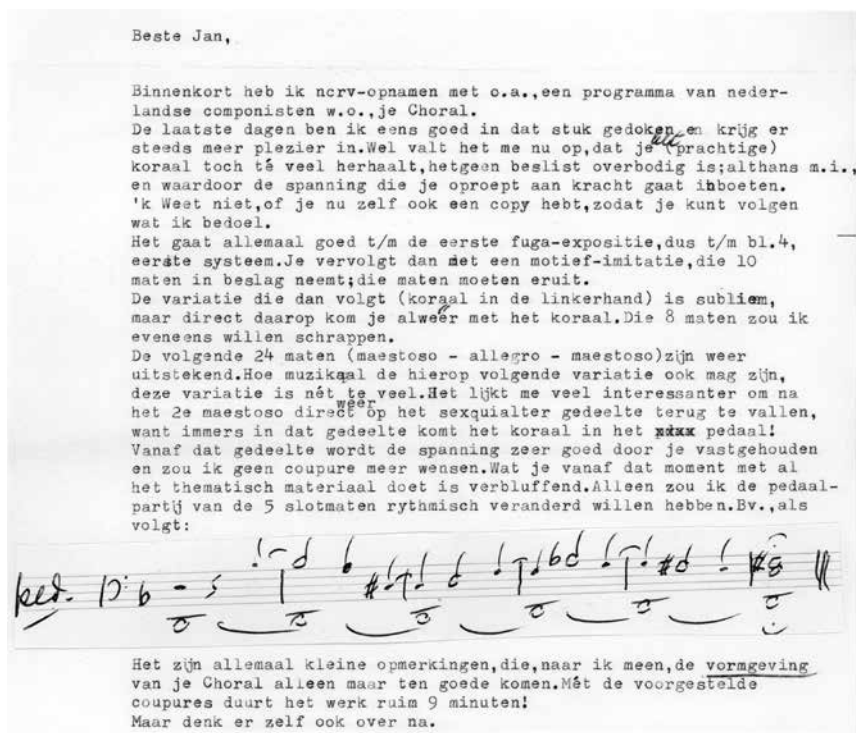 Beste Jan,
Binnenkort heb ik ncrv-opnamen met o.a.,een programma van neder-
landse componisten w.o.,je Choral.
De laatste dagen ben ik eens goed in dat stuk gedoken en krijg er
steeds meer plezier in.Wel valt het me nu op,dat je (prachtige)
koraal toch té veel herhaalt,hetgeen beslist overbodig is;althans m.i.,
en waardoor de spanning die je oproept aan kracht gaat inboeten.
'k Weet niet,of je nu zelf ook een copy hebt,zodat je kunt volgen
wat ik bedoel.
Het gaat allemaal goed t/m de eerste fuga-expositie,dus t/m bl.4,
eerste systeem.Je vervolgt dan met een motief-imitatie,die 10
maten in beslag neemt;die maten moeten eruit.
De variatie die dan volgt (koraal in de linkerhand) is subliem,
maar direct daarop kom je alweer met het koraal.Die 8 maten zou ik
eveneens willen schrappen.
De volgende 24 maten (maestoso - allegro - maestoso)zijn weer
uitstekend.Hoe muzikaal de hierop volgende variatie ook mag zijn,
deze variatie is nét te veel.Het lijkt me veel interessanter om na
het 2e maestoso direct weer op het sexquialter gedeelte terug te vallen,
want immers in dat gedeelte komt het koraal in het pedaal!
Vanaf dat gedeelte wordt de spanning zeer goed door je vastgehouden
en zou ik geen coupure meer wensen.Wat je vanaf dat moment met al
het thematisch materiaal doet is verbluffend.Alleen zou ik de pedaal-
partij van de 5 slotmaten rythmisch veranderd willen hebben.Bv.,als
volgt:
ped.
Het zijn allemaal kleine opmerkingen,die,naar ik meen,de vormgeving
van je Choral alleen maar ten goede komen.Mét de voorgestelde
coupures duurt het werk ruim 9 minuten!
Maar denk er zelf ook over na.